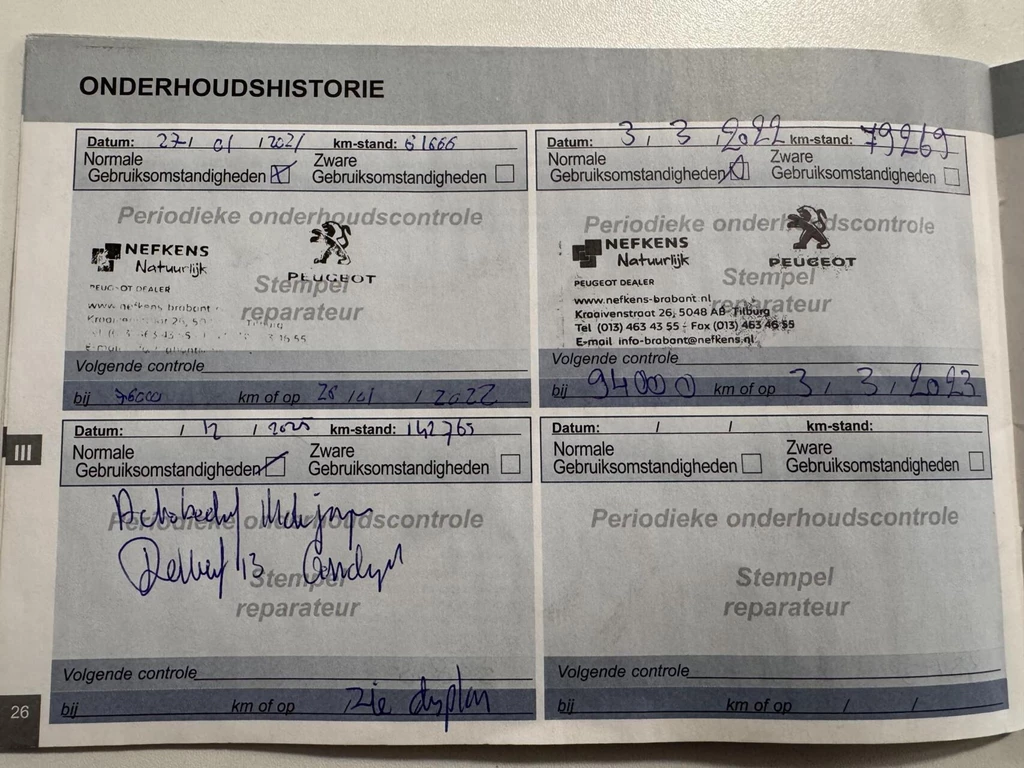 ONDERHOUDSHISTORIE
Datum: 27 / 01 / 2021 km-stand: 61666
Normale Gebruiksomstandigheden
Zware Gebruiksomstandigheden
Periodieke onderhoudscontrole
NEFKENS
Natuurlijk
PEUGEOT
PEUGEOT DEALER
Stempel
reparateur
Volgende controle
bij 76000 km of op 26 / 01 / 2022
Datum: 3 / 3 / 2022 km-stand: 79269
Normale Gebruiksomstandigheden
Zware Gebruiksomstandigheden
Periodieke onderhoudscontrole
NEFKENS
Natuurlijk
PEUGEOT
PEUGEOT DEALER
www.nefkens-brabant.nl
Kraaivenstraat 26, 5048 AB Tilburg
Tel (013) 463 43 55 - Fax (013) 463 46 55
E-mail info-brabant@nefkens.nl
Stempel
reparateur
Volgende controle
bij 94000 km of op 3 / 3 / 2023
III
Datum: / 12 / 2025 km-stand: 142765
Normale Gebruiksomstandigheden
Zware Gebruiksomstandigheden
Periodieke onderhoudscontrole
13
Stempel
reparateur
Volgende controle
bij km of op zie display
Datum: / / km-stand:
Normale Gebruiksomstandigheden
Zware Gebruiksomstandigheden
Periodieke onderhoudscontrole
Stempel
reparateur
Volgende controle
bij km of op / /
26